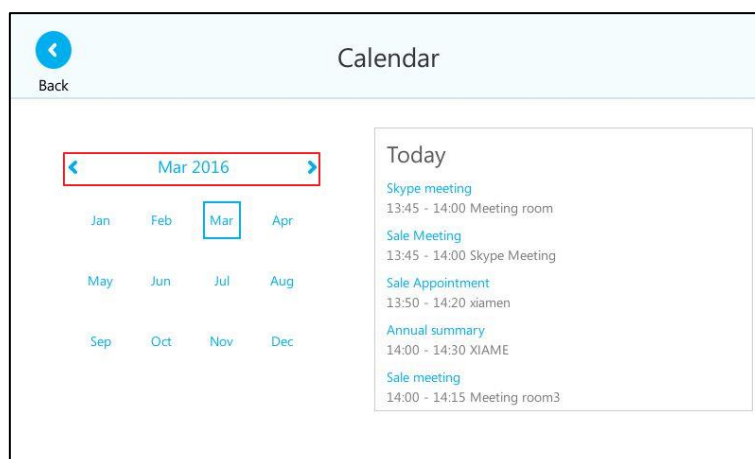 Calendar
Back
Mar 2016
Jan Feb Mar Apr
May Jun Jul Aug
Sep Oct Nov Dec
Today
Skype meeting
13:45 - 14:00 Meeting room
Sale Meeting
13:45 - 14:00 Skype Meeting
Sale Appointment
13:50 - 14:20 xiamen
Annual summary
14:00 - 14:30 XIAME
Sale meeting
14:00 - 14:15 Meeting room3